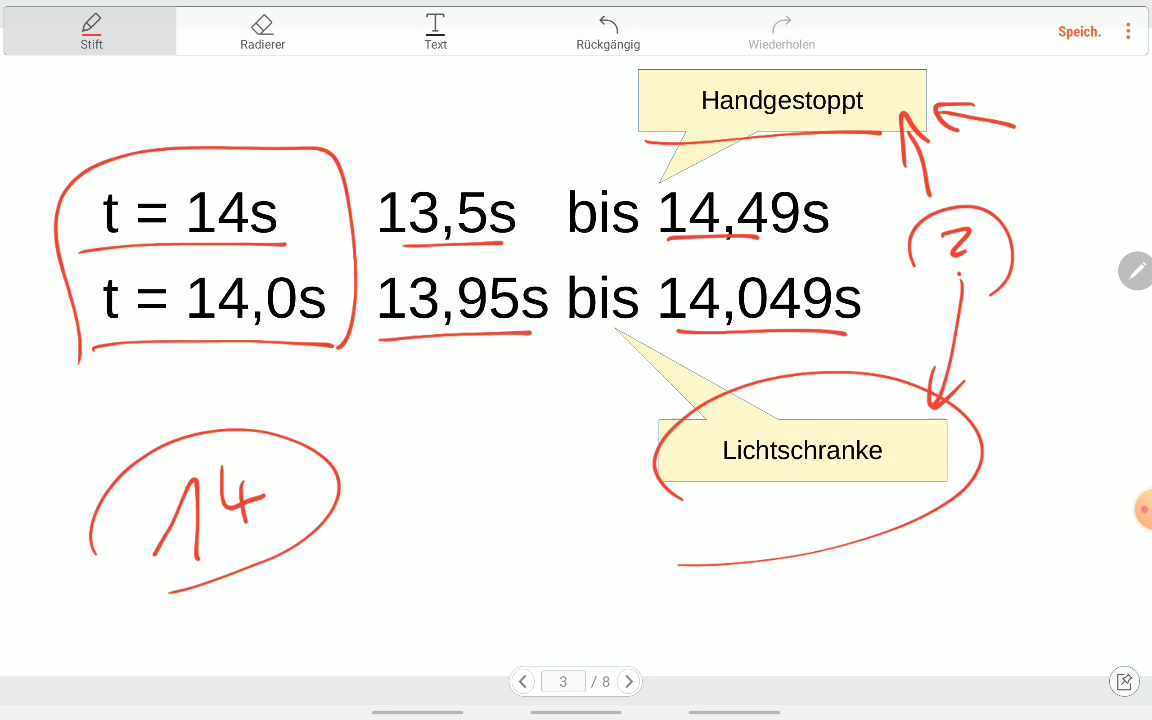 Stift Radierer Text Rückgängig Wiederholen Speich.
Handgestoppt
t = 14s 13,5s bis 14,49s
?
t = 14,0s 13,95s bis 14,049s
Lichtschranke
14
3 / 8